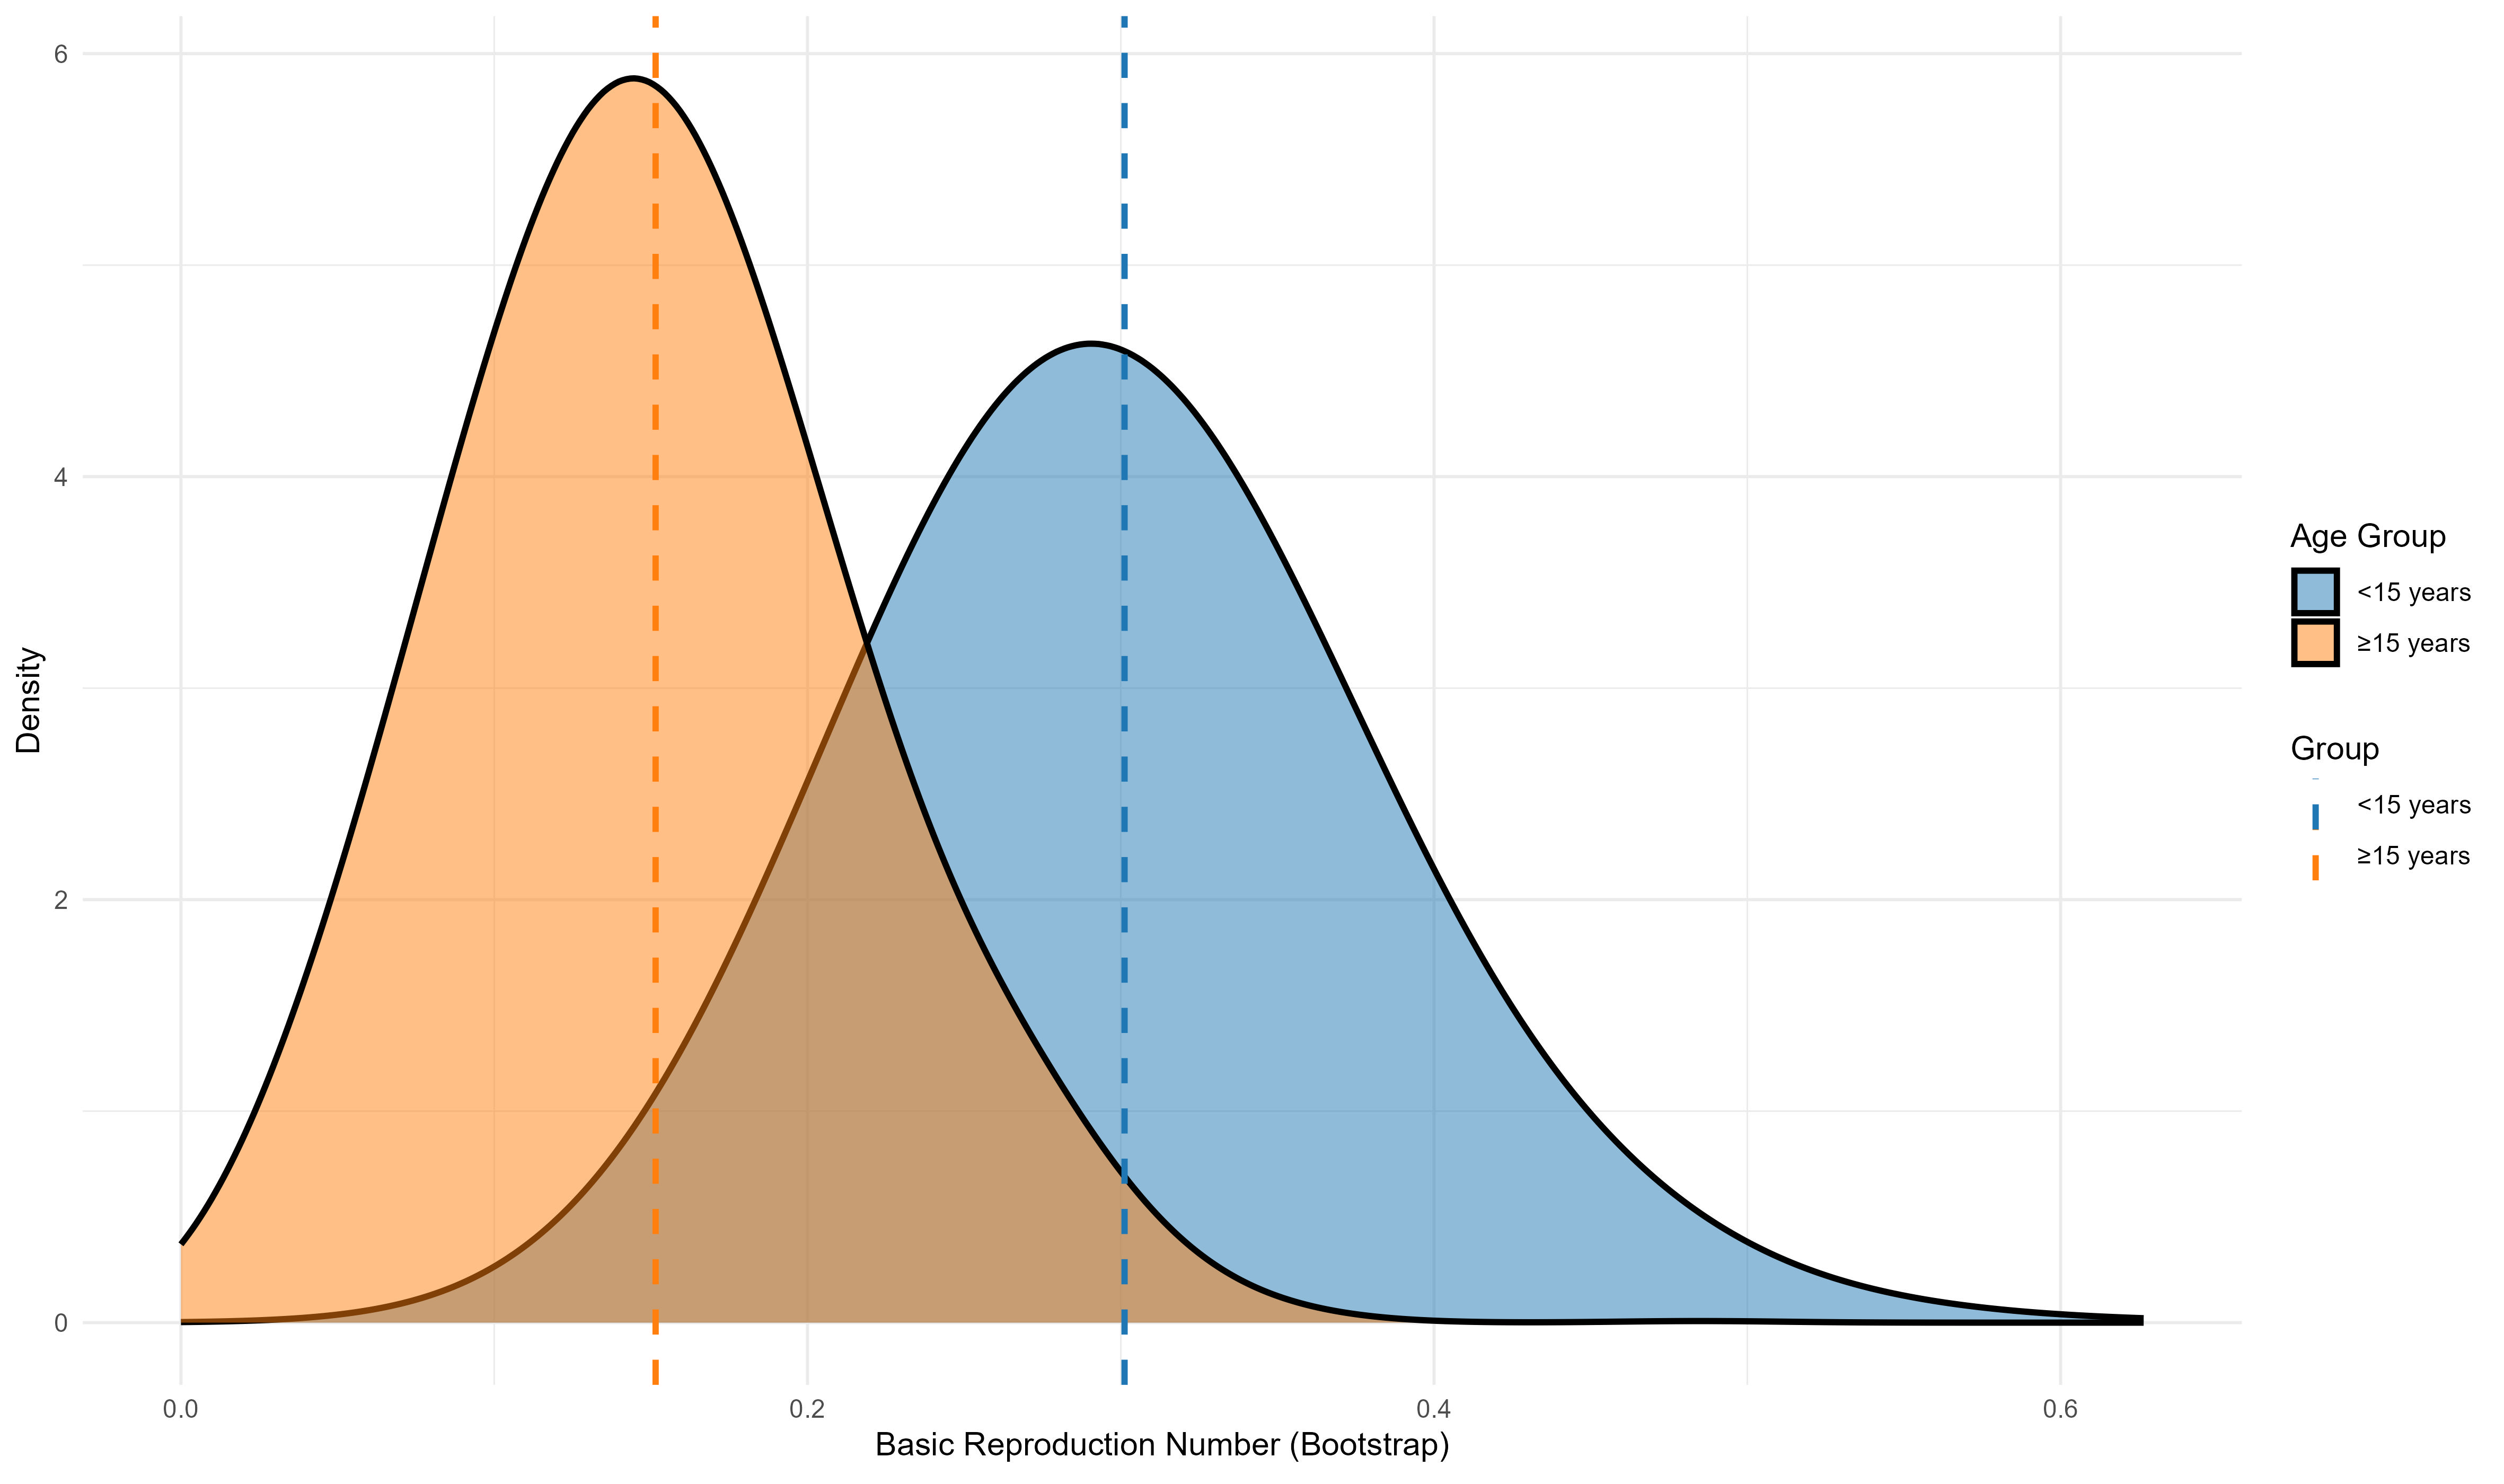 6
4
2
0
Density
0.0
0.2
0.4
0.6
Basic Reproduction Number (Bootstrap)
Age Group
<15 years
≥15 years
Group
<15 years
≥15 years